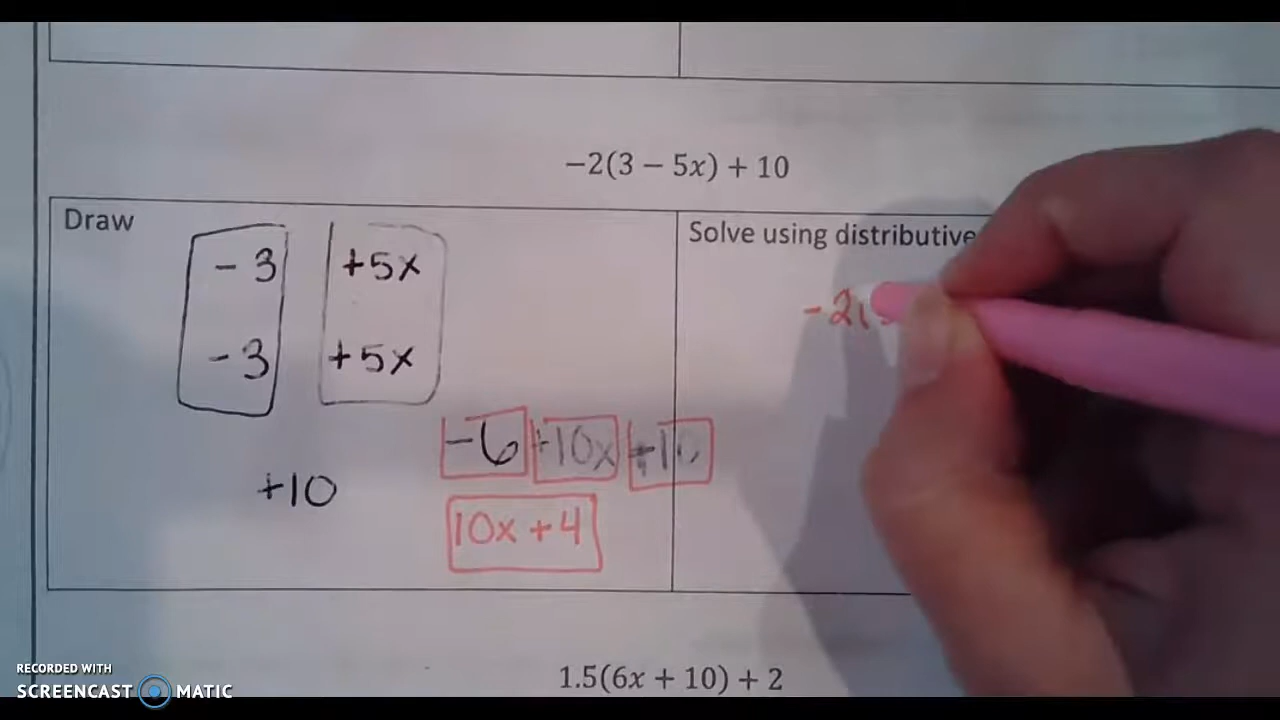 −2(3 − 5x) + 10
Draw
Solve using distributive
-3 +5x
-3 +5x
-2(
-6 +10x +10
+10
10x + 4
1.5(6x + 10) + 2
RECORDED WITH
SCREENCAST MATIC